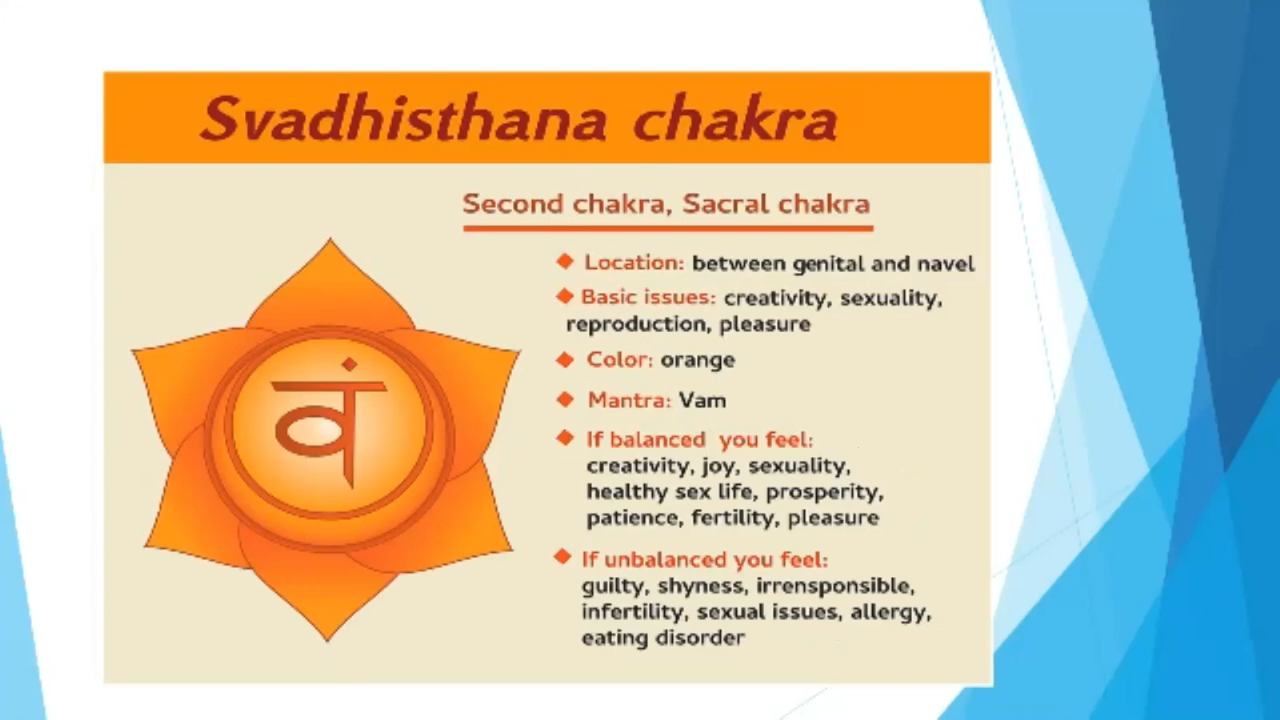 Svadhisthana chakra
Second chakra, Sacral chakra
Location: between genital and navel
Basic issues: creativity, sexuality,
reproduction, pleasure
Color: orange
Mantra: Vam
If balanced you feel:
creativity, joy, sexuality,
healthy sex life, prosperity,
patience, fertility, pleasure
If unbalanced you feel:
guilty, shyness, irrensponsible,
infertility, sexual issues, allergy,
eating disorder
वं